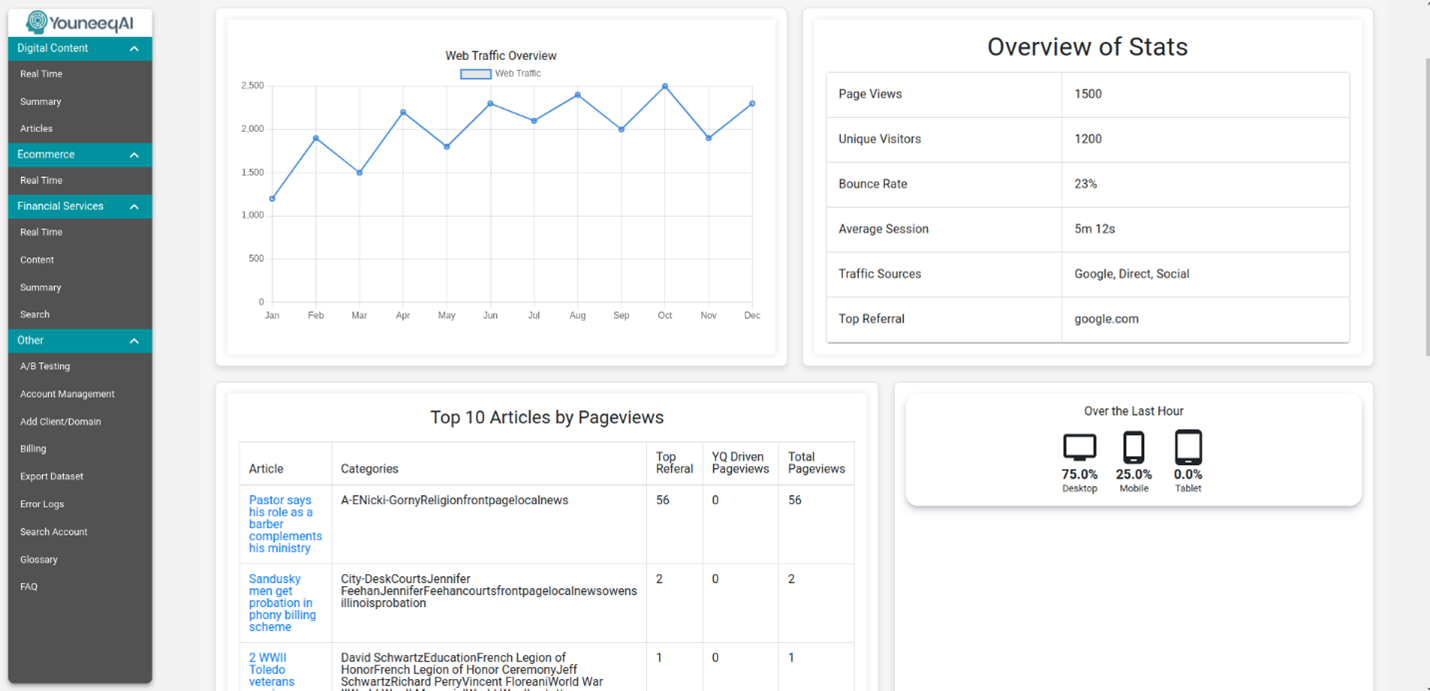 YouneeqAI
Digital Content
Real Time
Summary
Articles
Ecommerce
Real Time
Financial Services
Real Time
Content
Summary
Search
Other
A/B Testing
Account Management
Add Client/Domain
Billing
Export Dataset
Error Logs
Search Account
Glossary
FAQ
Web Traffic Overview
Web Traffic
2,500
2,000
1,500
1,000
500
0
Jan Feb Mar Apr May Jun Jul Aug Sep Oct Nov Dec
Overview of Stats
Page Views 1500
Unique Visitors 1200
Bounce Rate 23%
Average Session 5m 12s
Traffic Sources Google, Direct, Social
Top Referral google.com
Top 10 Articles by Pageviews
Article Categories Top Referal YQ Driven Pageviews Total Pageviews
Pastor says
his role as a
barber
complements
his ministry
A-ENicki-GornyReligionfrontpagelocalnews
56 0 56
Sandusky
men get
probation in
phony billing
scheme
City-DeskCourtsJennifer
FeehanJenniferFeehancourtsfrontpagelocalnewsowens
illinoisprobation
2 0 2
2 WWII
Toledo
veterans
David SchwartzEducationFrench Legion of
HonorFrench Legion of Honor CeremonyJeff
SchwartzRichard PerryVincent FloreaniWorld War
1 0 1
Over the Last Hour
75.0% 25.0% 0.0%
Desktop Mobile Tablet